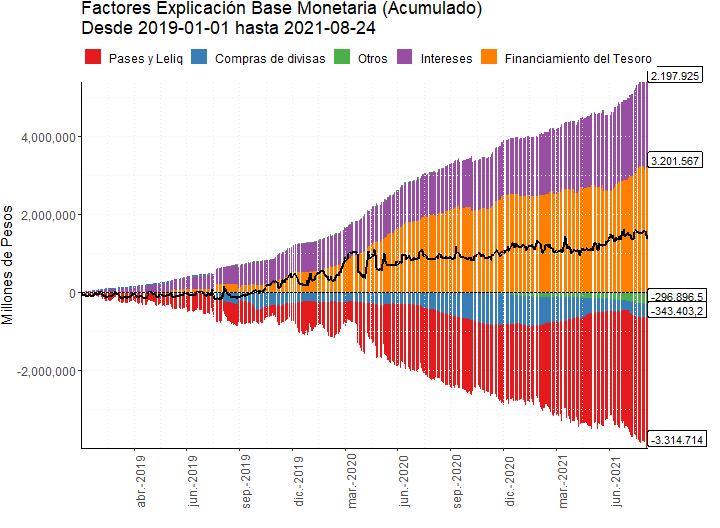 Factores Explicación Base Monetaria (Acumulado)
Desde 2019-01-01 hasta 2021-08-24
Pases y Leliq Compras de divisas Otros Intereses Financiamiento del Tesoro
2.197.925
4,000,000
3.201.567
2,000,000
Millones de Pesos
0
-296.896,5
-343.403,2
-2,000,000
-3.314.714
abr.-2019 jun.-2019 sep.-2019 dic.-2019 mar.-2020 jun.-2020 sep.-2020 dic.-2020 mar.-2021 jun.-2021